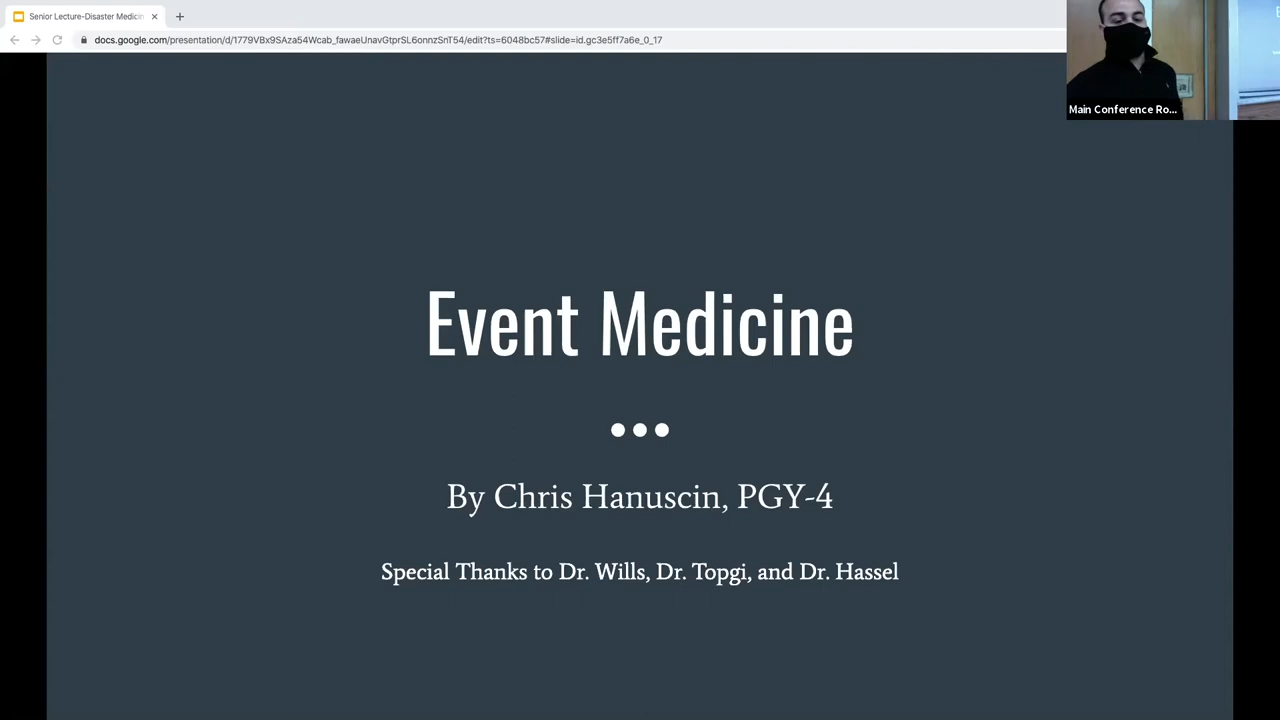 Senior Lecture-Disaster Medicin
docs.google.com/presentation/d/1779VBx9SAza54Wcab_fawaeUnavGtprSL6onnzSnT54/edit?ts=6048bc57#slide=id.gc3e5ff7a6e_0_17
Main Conference Ro...
Event Medicine
By Chris Hanuscin, PGY-4
Special Thanks to Dr. Wills, Dr. Topgi, and Dr. Hassel